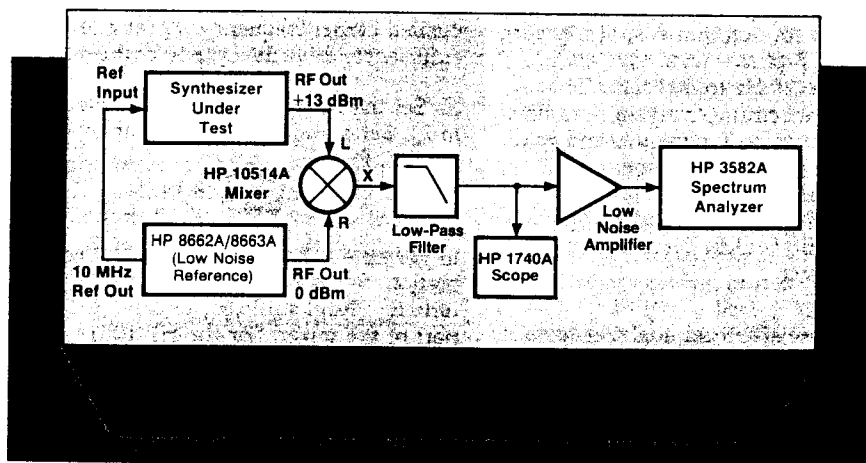 Ref
Input
Synthesizer
Under
Test
RF Out
+13 dBm
L
HP 10514A
Mixer
X
R
HP 8662A/8663A
(Low Noise
Reference)
10 MHz
Ref Out
RF Out
0 dBm
Low-Pass
Filter
HP 1740A
Scope
Low
Noise
Amplifier
HP 3582A
Spectrum
Analyzer